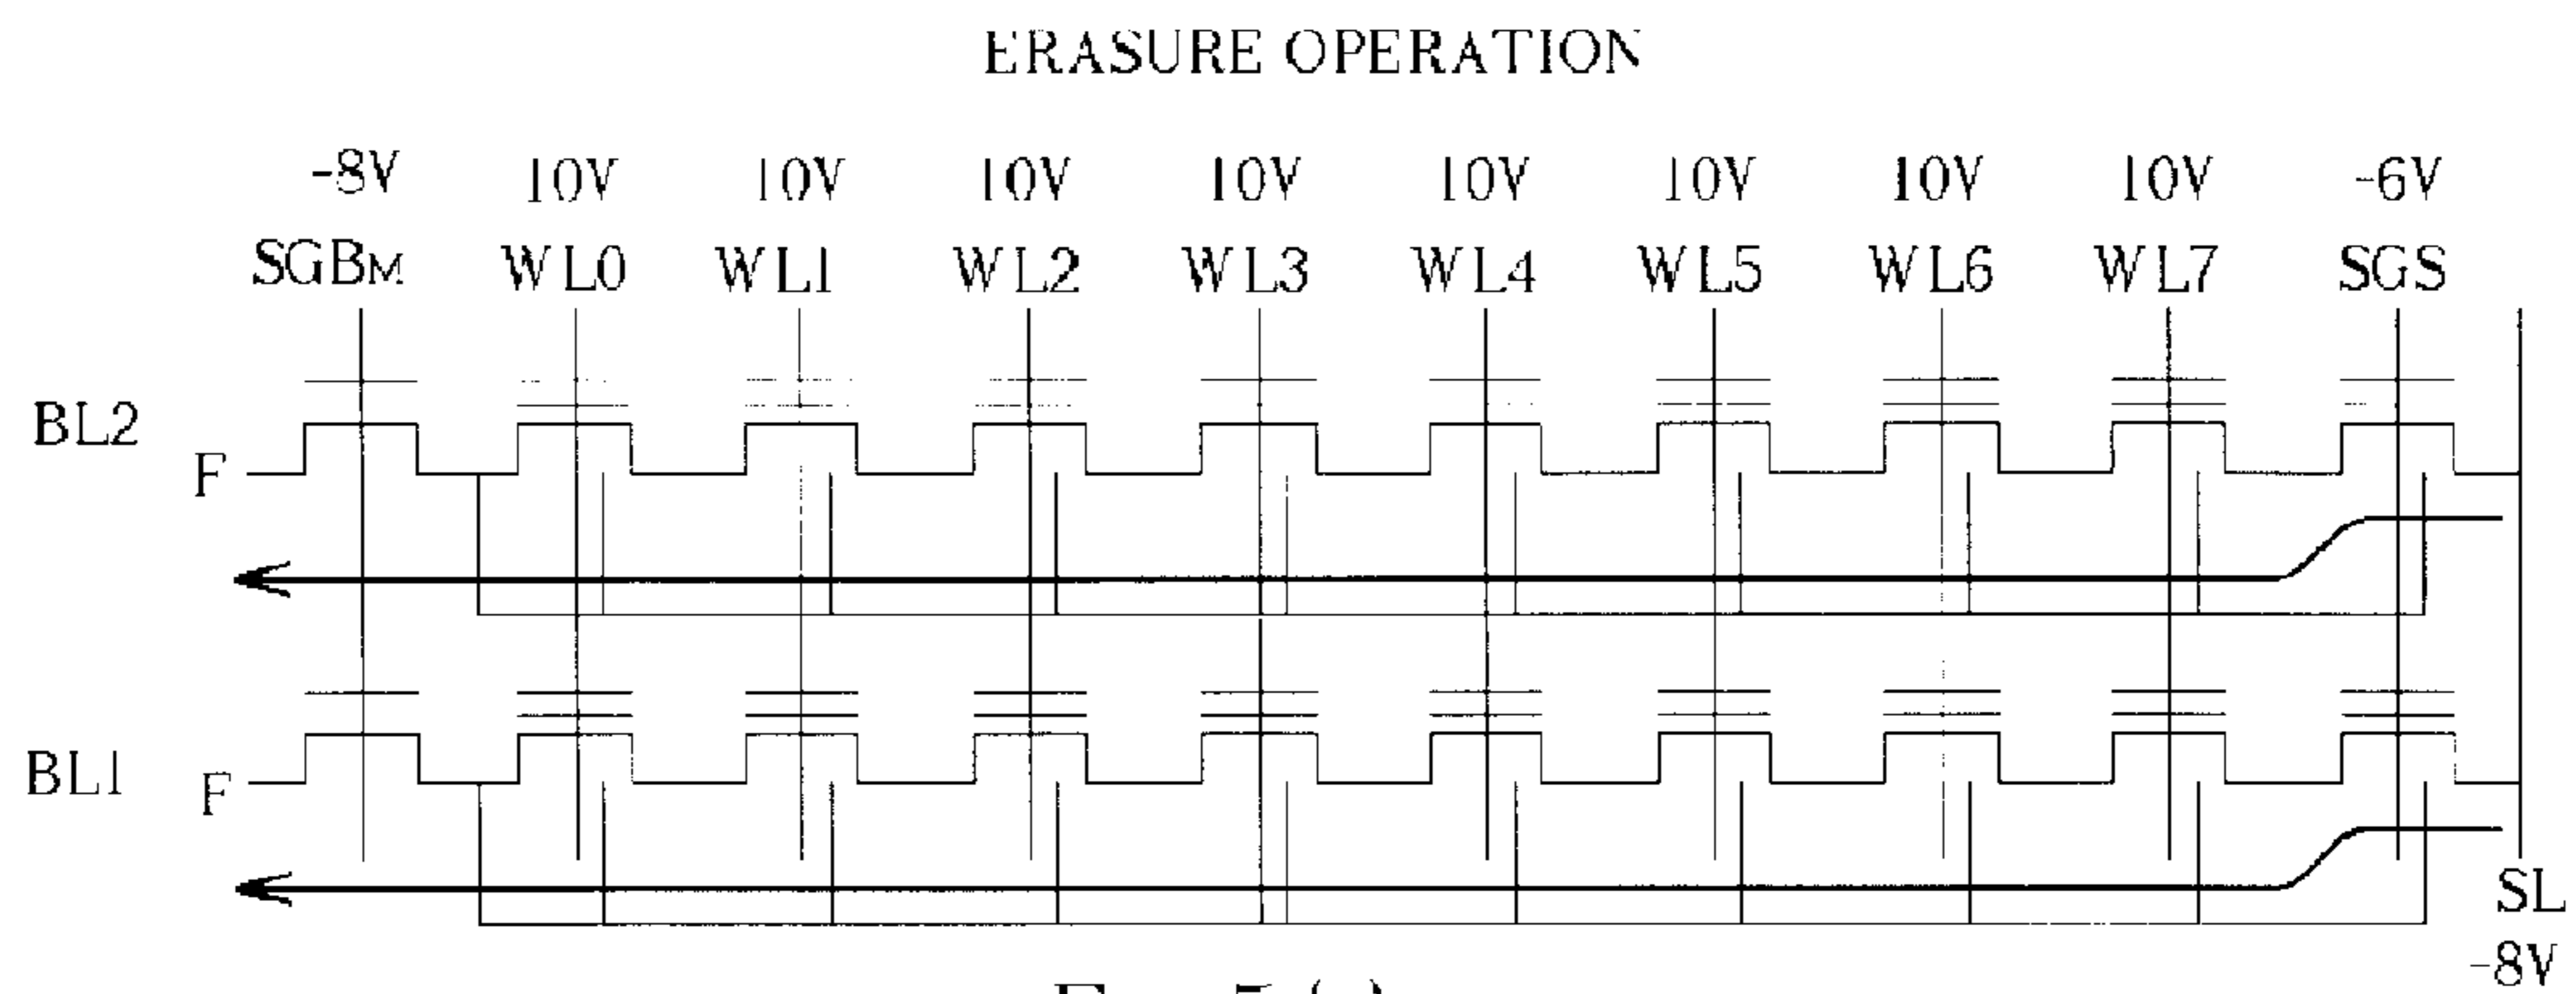 ERASURE OPERATION
-8V 10V 10V 10V 10V 10V 10V 10V 10V -6V
SGBM WL0 WL1 WL2 WL3 WL4 WL5 WL6 WL7 SGS
BL2
F
BL1
F
SL
-8V